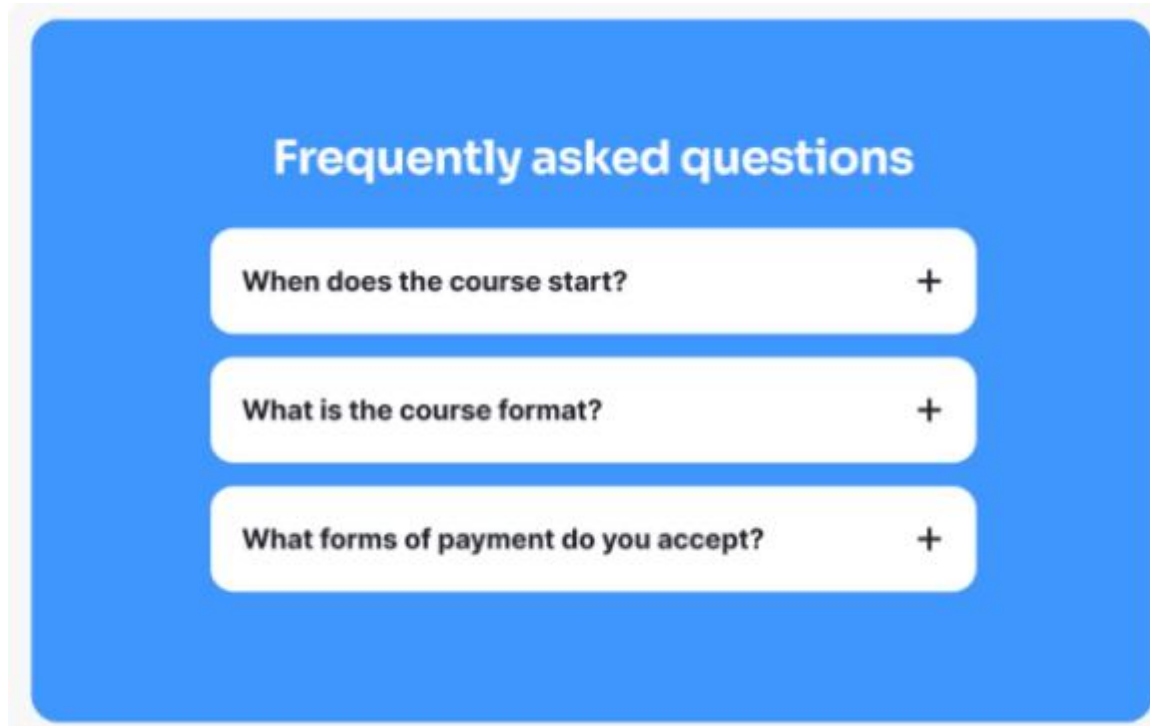 Frequently asked questions
When does the course start? +
What is the course format? +
What forms of payment do you accept? +